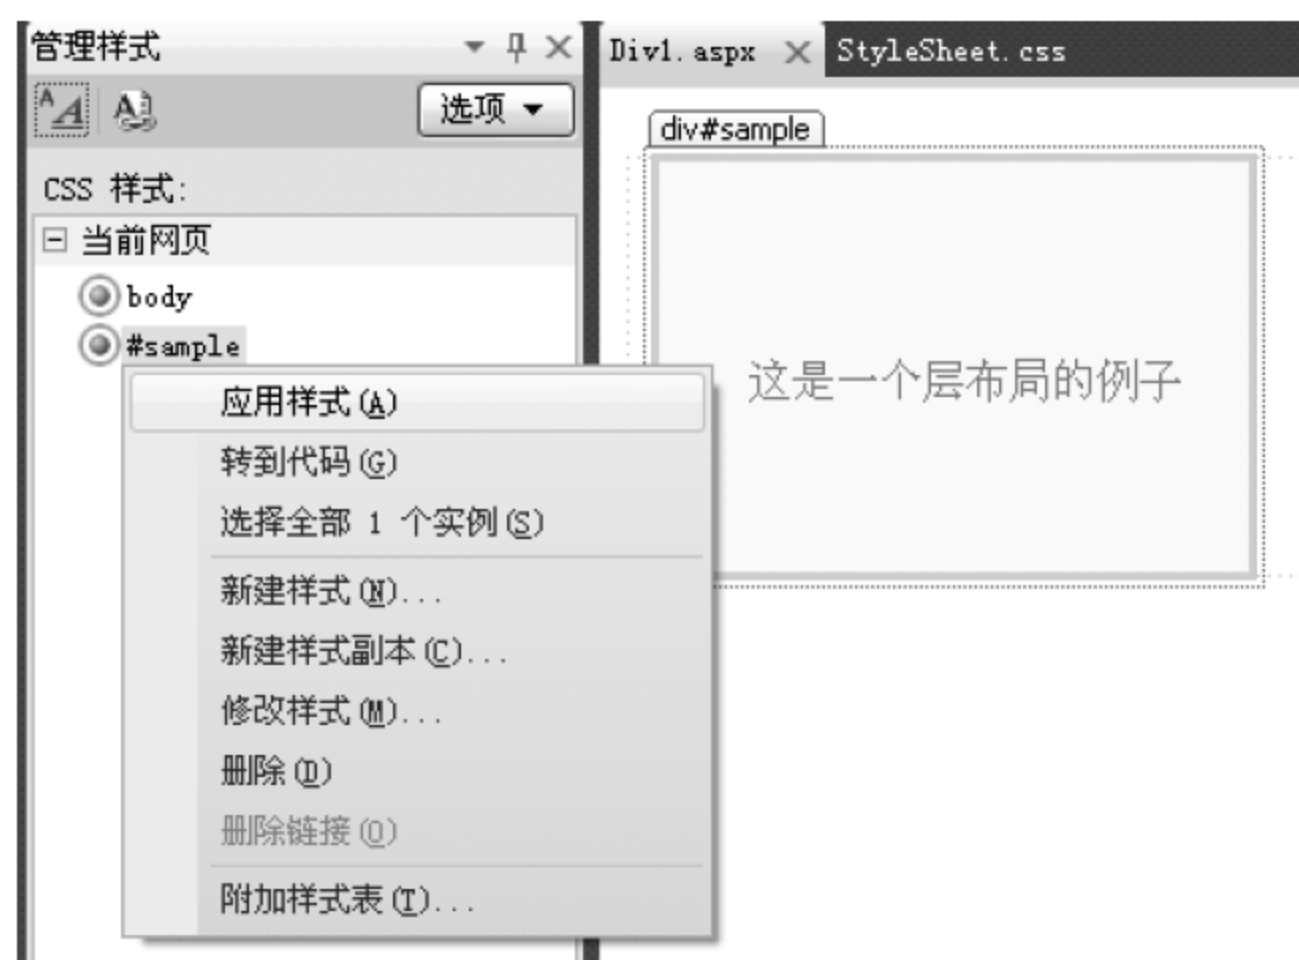 管理样式
选项
CSS 样式:
当前网页
body
#sample
应用样式(A)
转到代码(G)
选择全部 1 个实例(S)
新建样式(N)...
新建样式副本(C)...
修改样式(M)...
删除(D)
删除链接(O)
附加样式表(T)...
Div1.aspx
StyleSheet.css
div#sample
这是一个层布局的例子